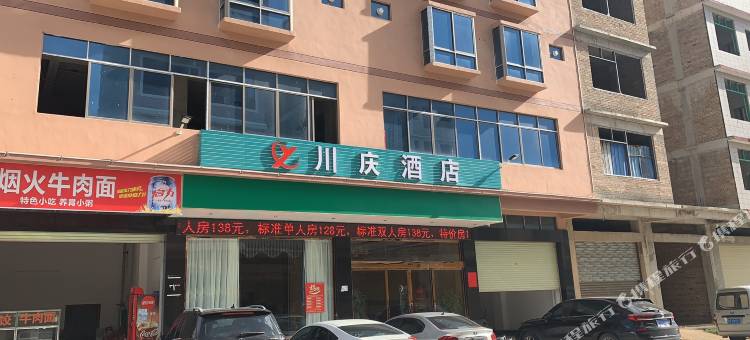 川庆酒店
烟火牛肉面
特色小吃 养胃小粥
人房138元，标准单人房128元，标准双人房138元，特价房1
饺 牛肉面
携程旅行